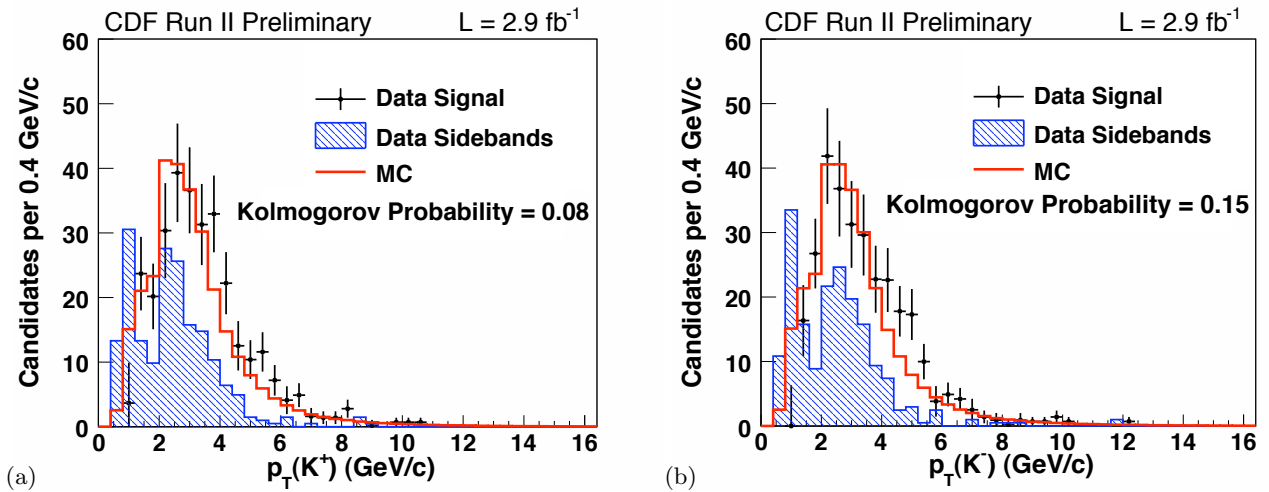 CDF Run II Preliminary L = 2.9 fb⁻¹
Candidates per 0.4 GeV/c
60
50
40
30
20
10
0
Data Signal
Data Sidebands
MC
Kolmogorov Probability = 0.08
0 2 4 6 8 10 12 14 16
p_T(K⁺) (GeV/c)
(a)
CDF Run II Preliminary L = 2.9 fb⁻¹
Candidates per 0.4 GeV/c
60
50
40
30
20
10
0
Data Signal
Data Sidebands
MC
Kolmogorov Probability = 0.15
0 2 4 6 8 10 12 14 16
p_T(K⁻) (GeV/c)
(b)